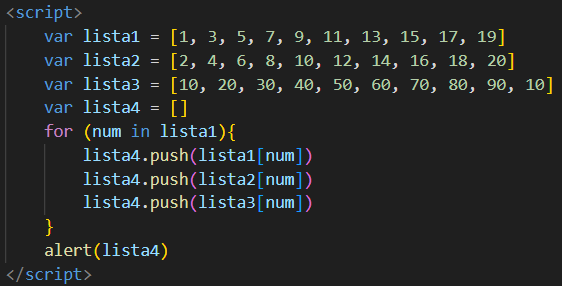 <script>
var lista1 = [1, 3, 5, 7, 9, 11, 13, 15, 17, 19]
var lista2 = [2, 4, 6, 8, 10, 12, 14, 16, 18, 20]
var lista3 = [10, 20, 30, 40, 50, 60, 70, 80, 90, 10]
var lista4 = []
for (num in lista1){
lista4.push(lista1[num])
lista4.push(lista2[num])
lista4.push(lista3[num])
}
alert(lista4)
</script>